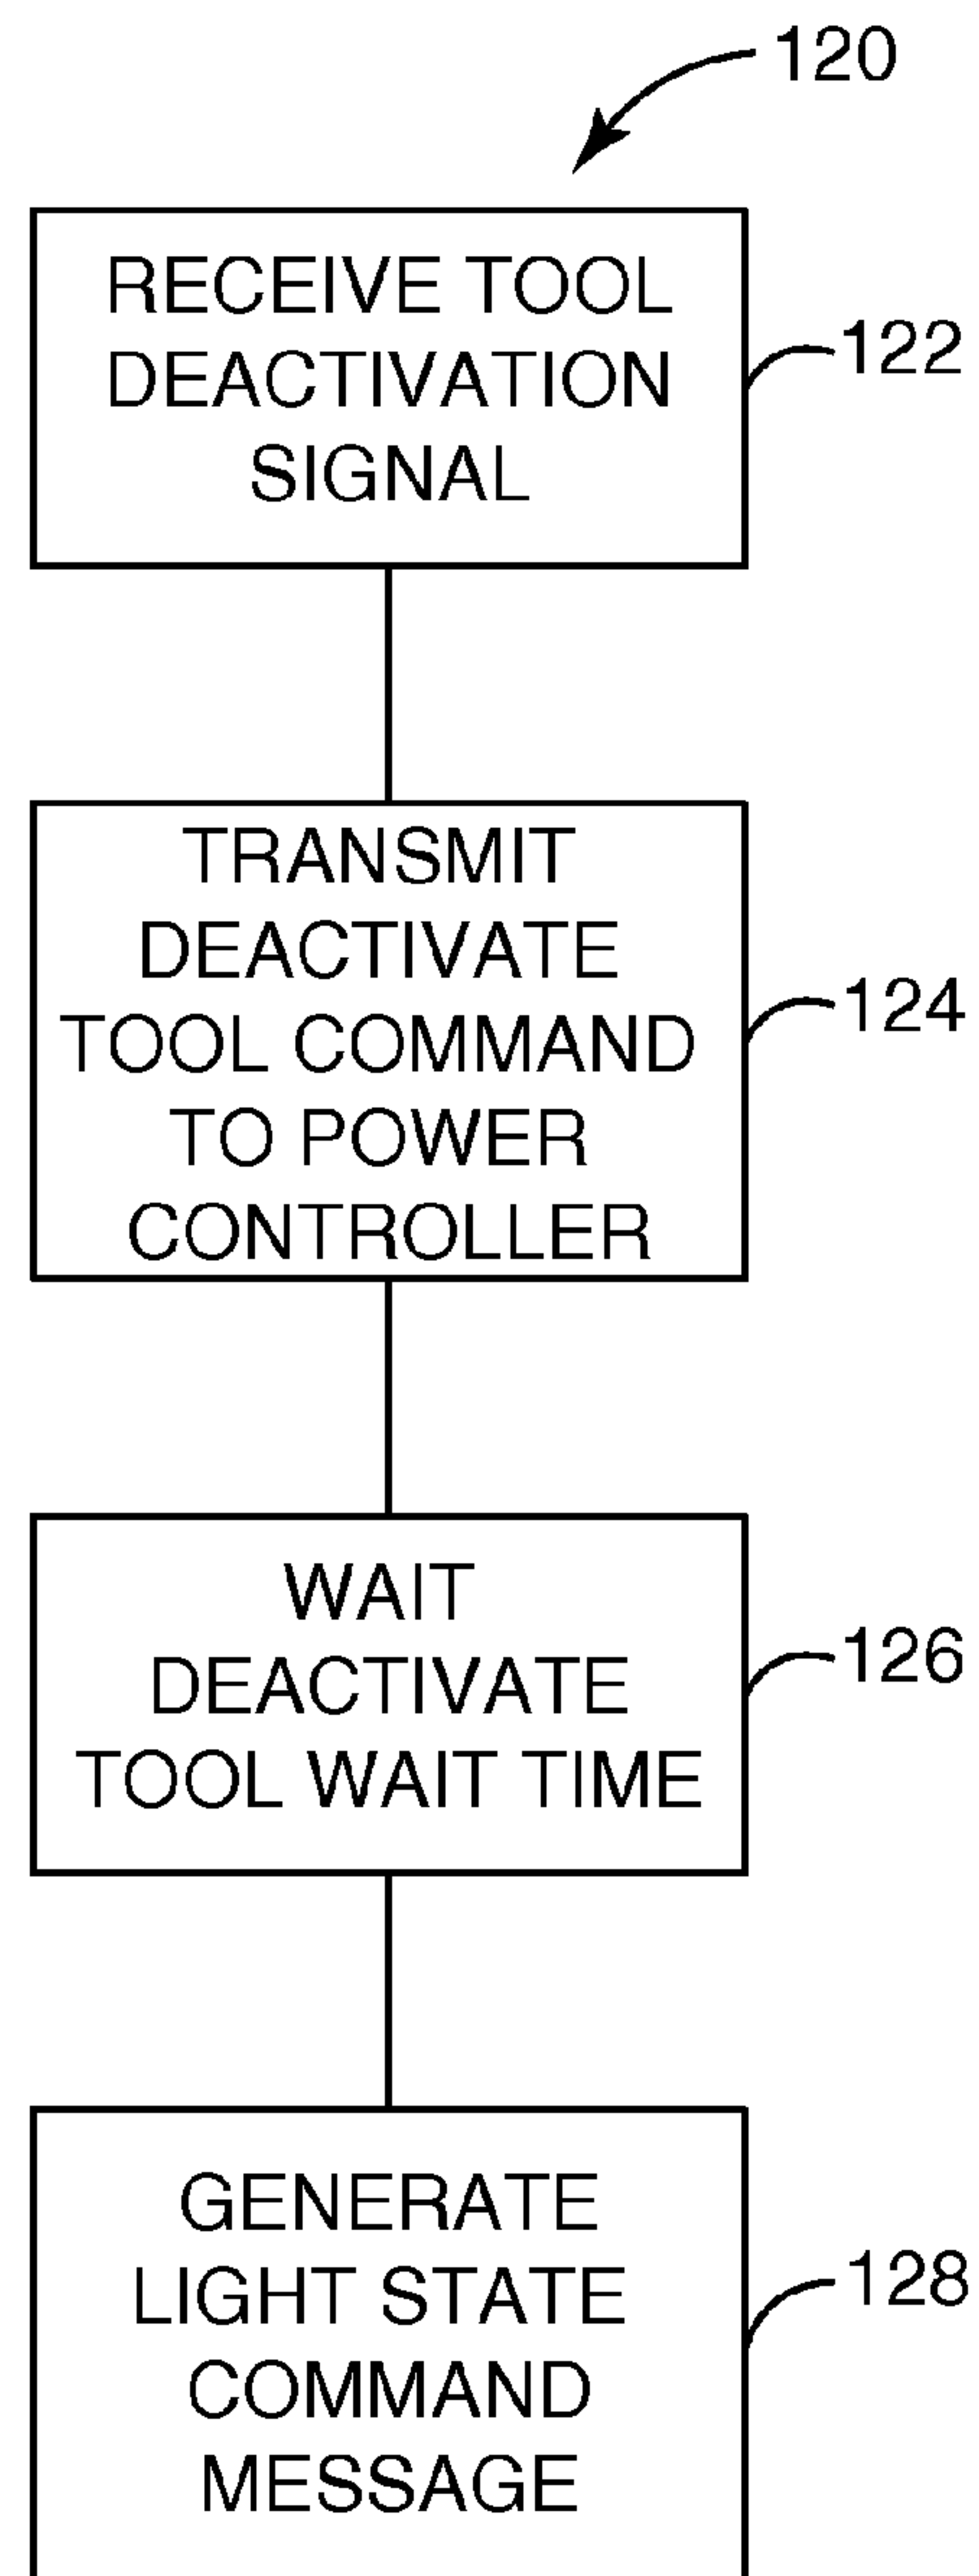 120
RECEIVE TOOL
DEACTIVATION
SIGNAL
122
TRANSMIT
DEACTIVATE
TOOL COMMAND
TO POWER
CONTROLLER
124
WAIT
DEACTIVATE
TOOL WAIT TIME
126
GENERATE
LIGHT STATE
COMMAND
MESSAGE
128